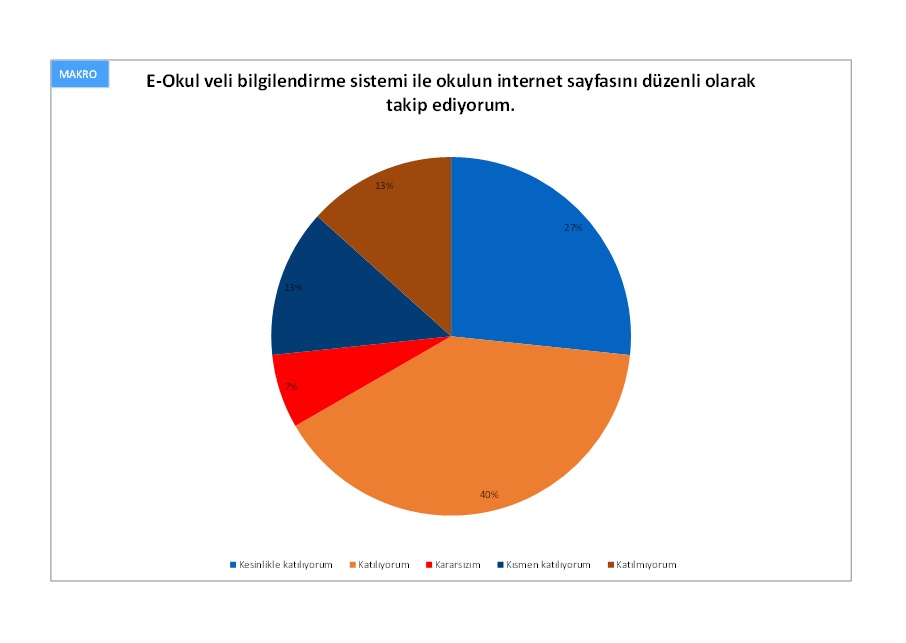 MAKRO
E-Okul veli bilgilendirme sistemi ile okulun internet sayfasını düzenli olarak
takip ediyorum.
13%
27%
13%
7%
40%
Kesinlikle katılıyorum
Katılıyorum
Kararsızım
Kısmen katılıyorum
Katılmıyorum